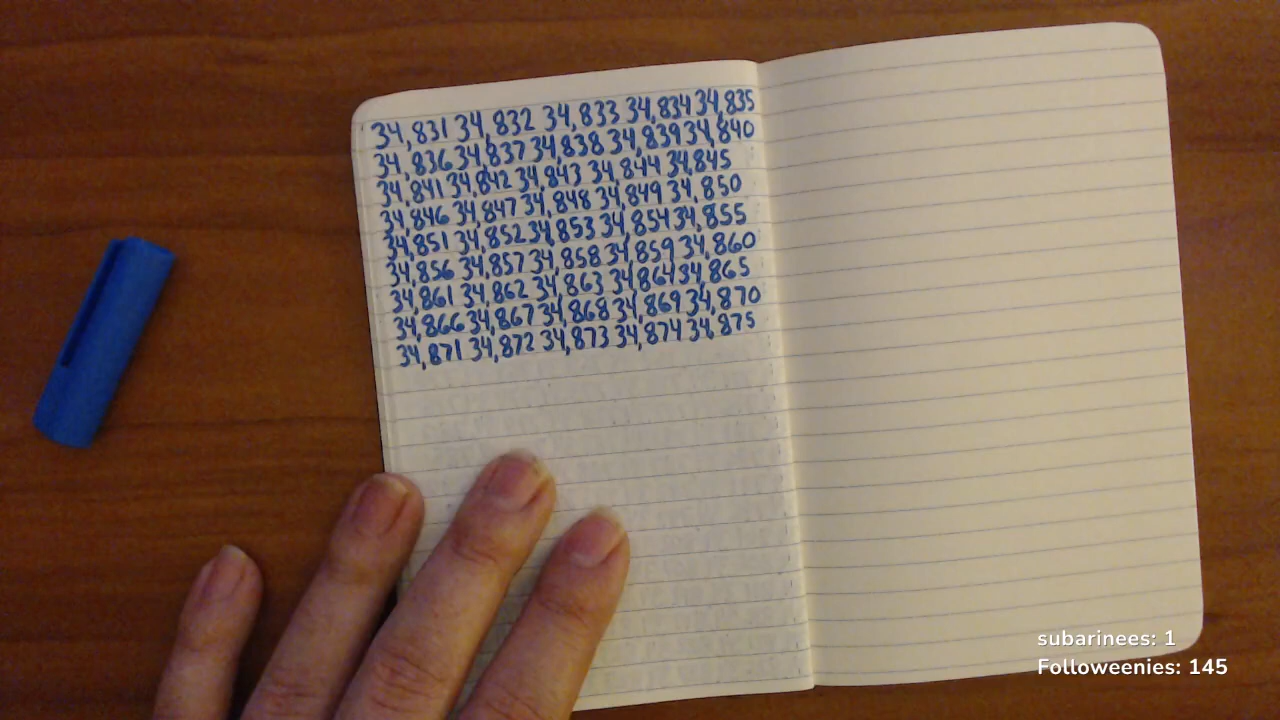 34,831 34,832 34,833 34,834 34,835
34,836 34,837 34,838 34,839 34,840
34,841 34,842 34,843 34,844 34,845
34,846 34,847 34,848 34,849 34,850
34,851 34,852 34,853 34,854 34,855
34,856 34,857 34,858 34,859 34,860
34,861 34,862 34,863 34,864 34,865
34,866 34,867 34,868 34,869 34,870
34,871 34,872 34,873 34,874 34,875
subarinees: 1
Followeenies: 145